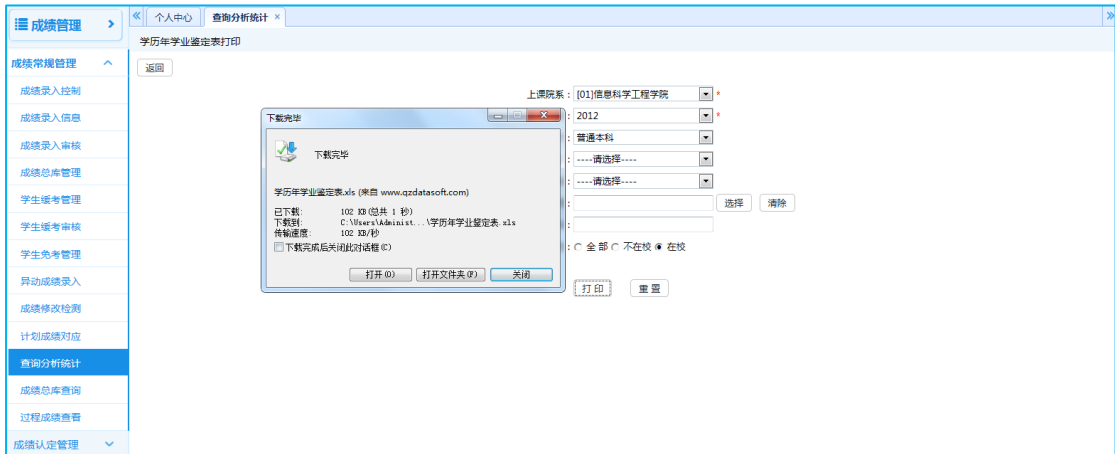 成绩管理
个人中心 查询分析统计 ×
学历年学业鉴定表打印
成绩常规管理
返回
成绩录入控制
上课院系: [01]信息科学工程学院 *
成绩录入信息
下载完毕
: 2012 *
成绩录入审核
: 普通本科
下载完毕
成绩总库管理
: ----请选择----
: ----请选择----
学生缓考管理
学历年学业鉴定表.xls (来自 www.qzdatasoft.com)
: 选择 清除
已下载: 102 KB(总共 1 秒)
学生缓考审核
下载到: C:\Users\Administ...\学历年学业鉴定表.xls
:
传输速度: 102 KB/秒
学生免考管理
下载完成后关闭此对话框(C)
: 全部 不在校 在校
异动成绩录入
打开(O) 打开文件夹(F) 关闭
打印 重置
成绩修改检测
计划成绩对应
查询分析统计
成绩总库查询
过程成绩查看
成绩认定管理